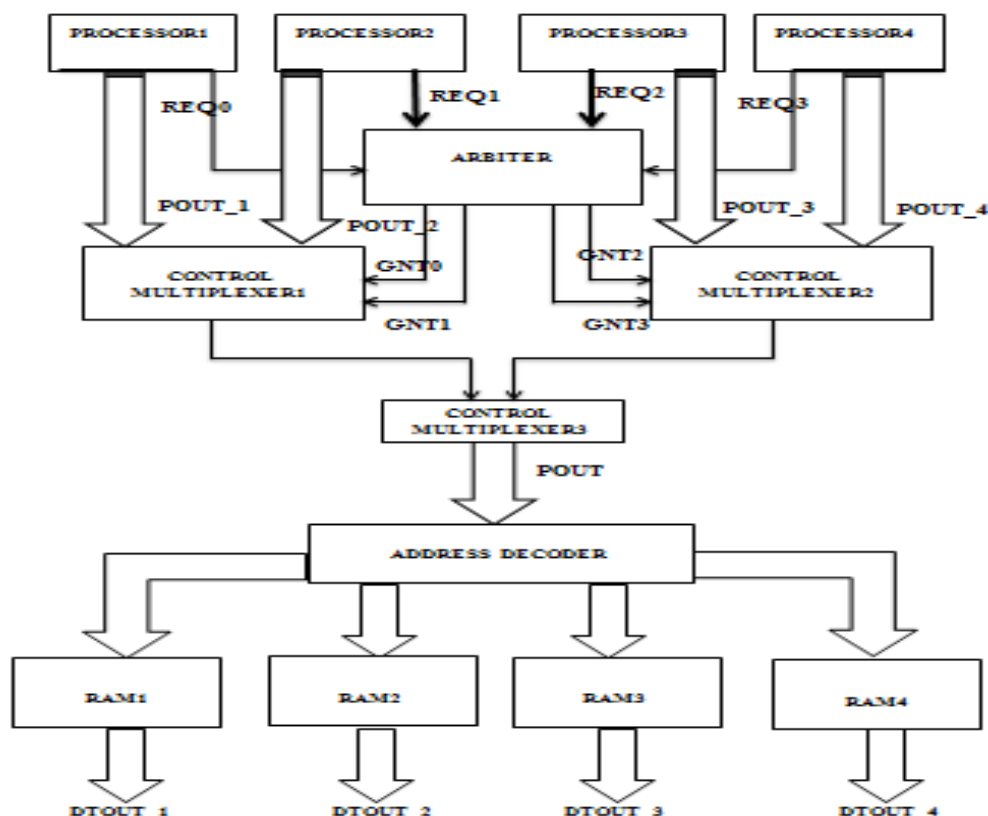 PROCESSOR1
PROCESSOR2
PROCESSOR3
PROCESSOR4
REQ0
REQ1
REQ2
REQ3
ARBITER
POUT_1
POUT_2
POUT_3
POUT_4
CONTROL
MULTIPLEXER1
GNT0
GNT1
GNT2
GNT3
CONTROL
MULTIPLEXER2
CONTROL
MULTIPLEXER3
POUT
ADDRESS DECODER
RAM1
RAM2
RAM3
RAM4
DTOUT_1
DTOUT_2
DTOUT_3
DTOUT_4